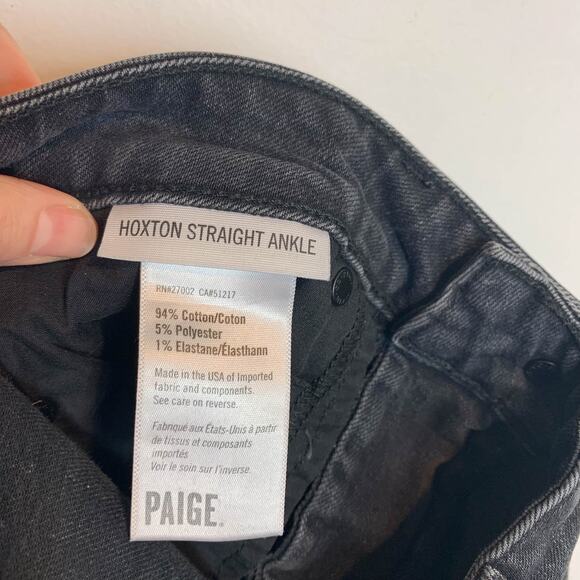 HOXTON STRAIGHT ANKLE
RN#27002 CA#51217
94% Cotton/Coton
5% Polyester
1% Elastane/Élasthann
Made in the USA of Imported
fabric and components.
See care on reverse.
Fabriqué aux États-Unis à partir
de tissus et composants
importés
Voir le soin sur l'inverse.
PAIGE